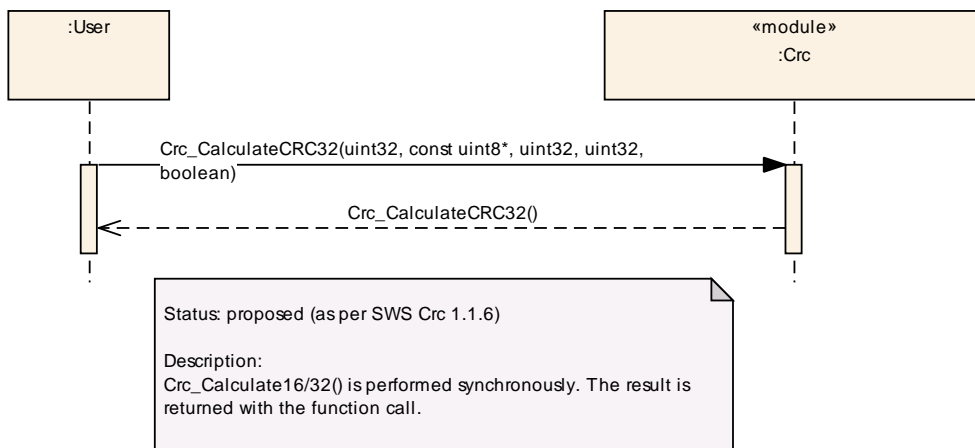 :User
«module»
:Crc
Crc_CalculateCRC32(uint32, const uint8*, uint32, uint32,
boolean)
Crc_CalculateCRC32()
Status: proposed (as per SWS Crc 1.1.6)
Description:
Crc_Calculate16/32() is performed synchronously. The result is
returned with the function call.